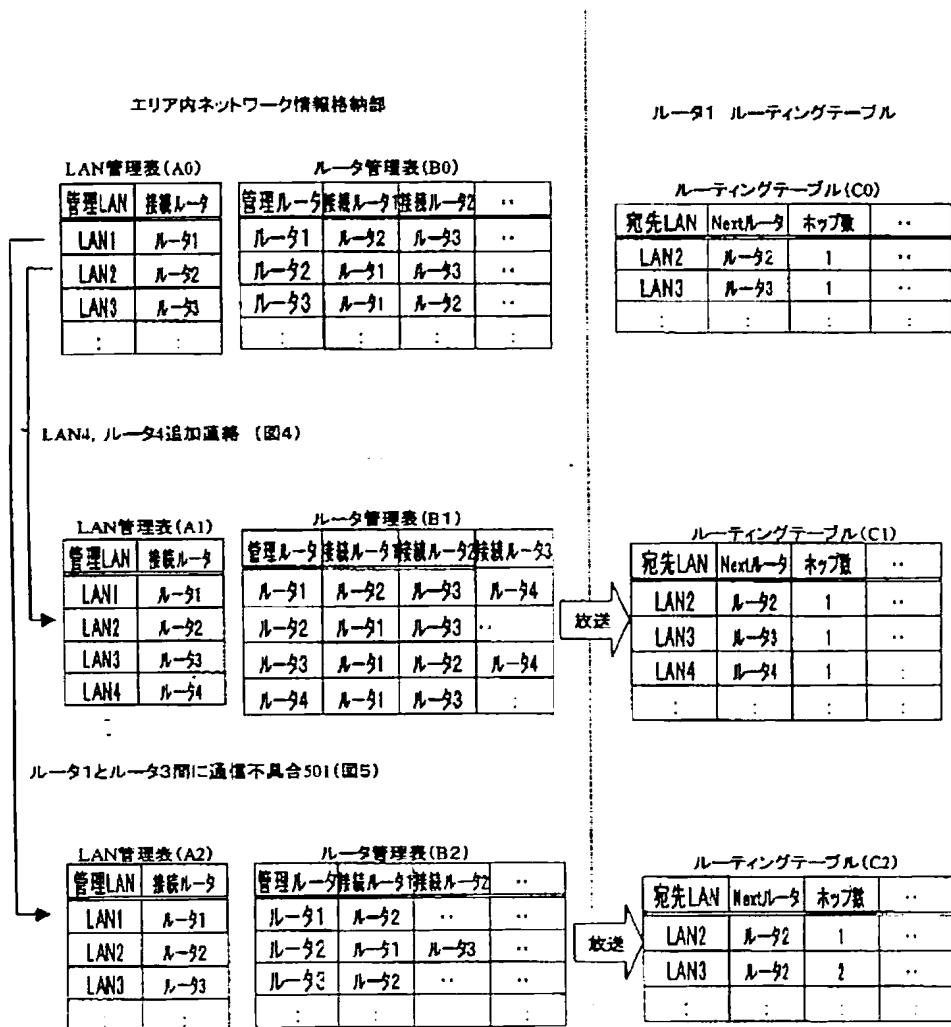 エリア内ネットワーク情報格納部
ルータ1 ルーティングテーブル
LAN管理表(A0)
管理LAN 接続ルータ
LAN1 ルータ1
LAN2 ルータ2
LAN3 ルータ3
: :
ルータ管理表(B0)
管理ルータ 接続ルータ1 接続ルータ2 ‥
ルータ1 ルータ2 ルータ3 ‥
ルータ2 ルータ1 ルータ3 ‥
ルータ3 ルータ1 ルータ2 ‥
: : : :
ルーティングテーブル(C0)
宛先LAN Nextルータ ホップ数 ‥
LAN2 ルータ2 1 ‥
LAN3 ルータ3 1 ‥
: : : :
LAN4, ルータ4追加直絡 (図4)
LAN管理表(A1)
管理LAN 接続ルータ
LAN1 ルータ1
LAN2 ルータ2
LAN3 ルータ3
LAN4 ルータ4
ルータ管理表(B1)
管理ルータ 接続ルータ1 接続ルータ2 接続ルータ3
ルータ1 ルータ2 ルータ3 ルータ4
ルータ2 ルータ1 ルータ3 ‥
ルータ3 ルータ1 ルータ2 ルータ4
ルータ4 ルータ1 ルータ3 :
放送
ルーティングテーブル(C1)
宛先LAN Nextルータ ホップ数 ‥
LAN2 ルータ2 1 ‥
LAN3 ルータ3 1 ‥
LAN4 ルータ4 1 :
: : : :
ルータ1とルータ3間に通信不具合501(図5)
LAN管理表(A2)
管理LAN 接続ルータ
LAN1 ルータ1
LAN2 ルータ2
LAN3 ルータ3
: :
ルータ管理表(B2)
管理ルータ 接続ルータ1 接続ルータ2 ‥
ルータ1 ルータ2 ‥ ‥
ルータ2 ルータ1 ルータ3 ‥
ルータ3 ルータ2 ‥ ‥
: : : :
放送
ルーティングテーブル(C2)
宛先LAN Nextルータ ホップ数 ‥
LAN2 ルータ2 1 ‥
LAN3 ルータ2 2 ‥
: : : :